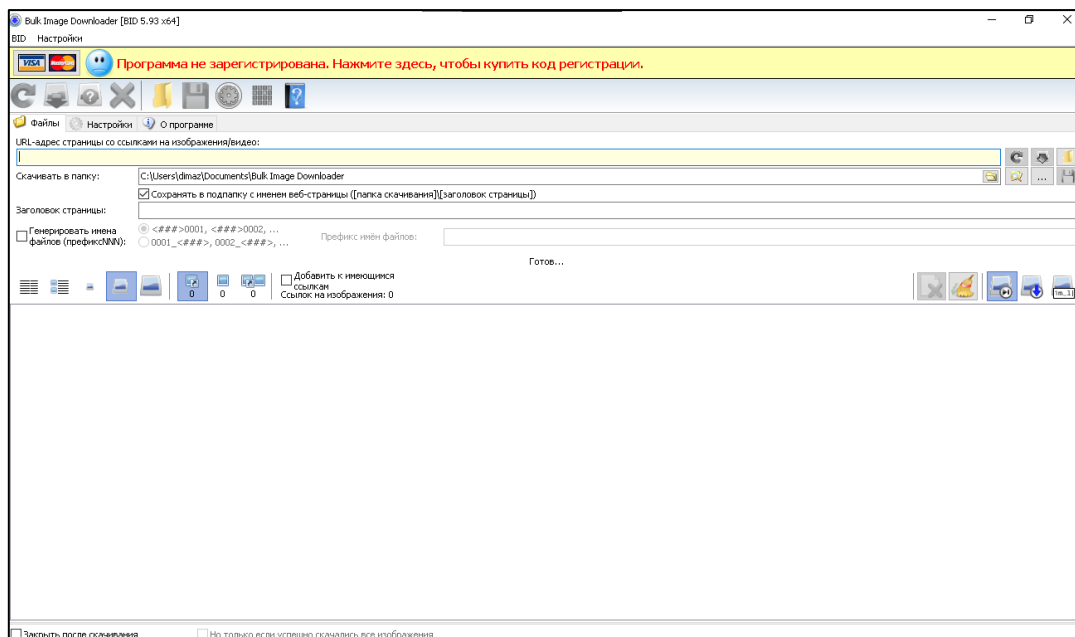 Bulk Image Downloader [BID 5.93 x64]
BID Настройки
VISA MasterCard Программа не зарегистрирована. Нажмите здесь, чтобы купить код регистрации.
Файлы Настройки О программе
URL-адрес страницы со ссылками на изображения/видео:
Скачивать в папку: C:\Users\dimaz\Documents\Bulk Image Downloader
Сохранять в подпапку с именем веб-страницы ([папка скачивания]\[заголовок страницы])
Заголовок страницы:
Генерировать имена файлов (префиксNNN):
<###>0001, <###>0002, ...
0001_<###>, 0002_<###>, ...
Префикс имён файлов:
Готов...
0 0 0
Добавить к имеющимся
ссылкам
Ссылок на изображения: 0
Закрыть после скачивания Но только если успешно скачались все изображения